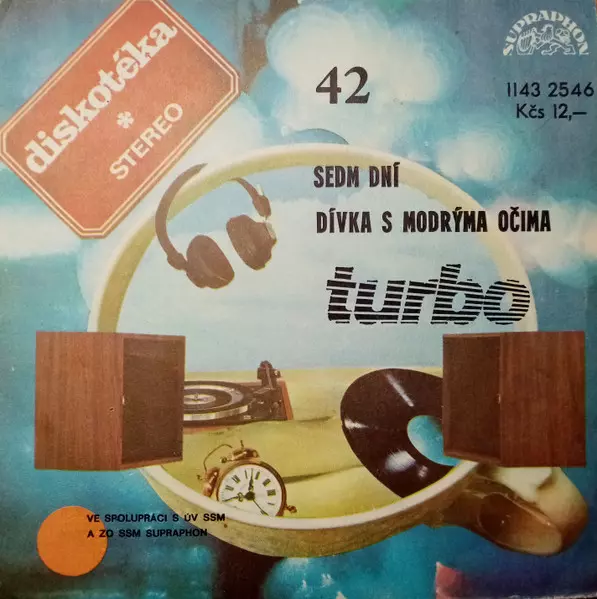 diskotéka
*
STEREO
SUPRAPHON
42
1143 2546
Kčs 12,–
SEDM DNÍ
DÍVKA S MODRÝMA OČIMA
turbo
VE SPOLUPRÁCI S ÚV SSM
A ZO SSM SUPRAPHON